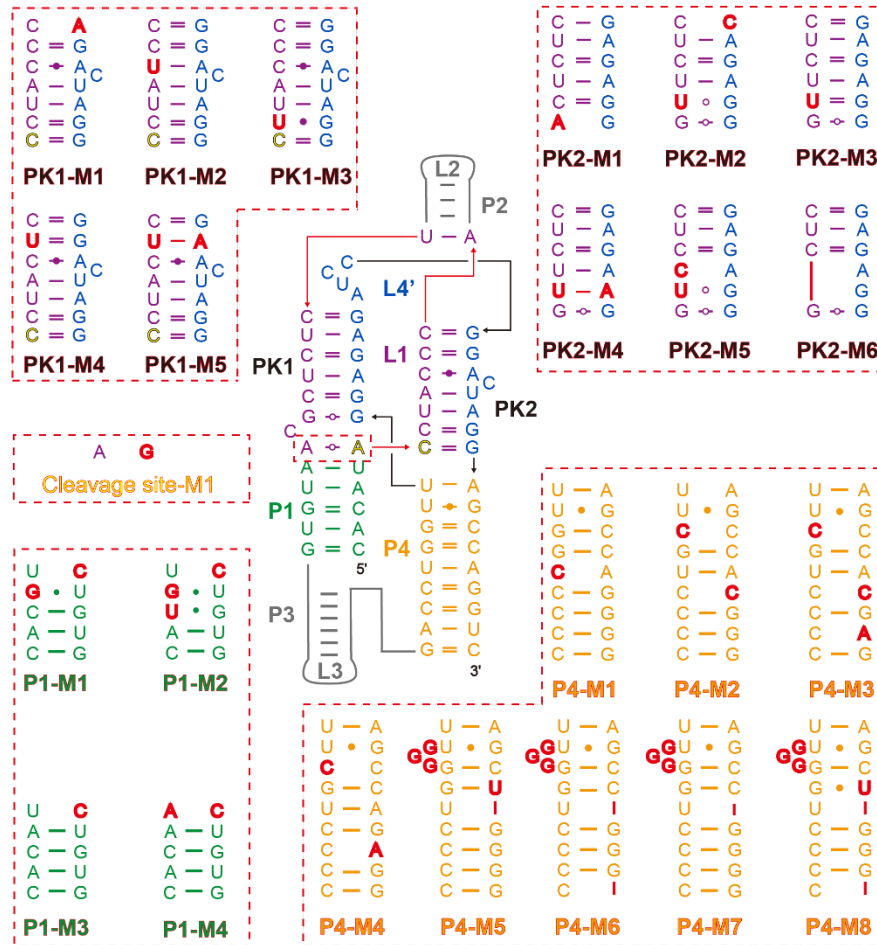 C C C A U C C
A G A U A G G
C
PK1-M1
C C U A U C C
G G A U A G G
C
PK1-M2
C C C A U U C
G G A U A G G
C
PK1-M3
C U C A U C C
G G A U A G G
C
PK1-M4
C U C A U C C
G A A U A G G
C
PK1-M5
C U C U C A
G A G A G G
PK2-M1
C U C U U G
C A G A G G
PK2-M2
C U C U U G
G A G A G G
PK2-M3
C U C U U G
G A G A A G
PK2-M4
C U C C U G
G A G A G G
PK2-M5
C U C G
G A G A G G
PK2-M6
L2
P2
U A
C C U A
L4'
PK1
C U C U C G C A
G A G A G G A
L1
C C C A U C C
G G A U A G G
C
PK2
P1
A U G U G
U A C A C
5'
P4
U U G G U C C A G
A G C C A G G U C
3'
P3
L3
A G
Cleavage site-M1
U G C A C
C U G U G
P1-M1
U G U A C
C U G U G
P1-M2
U A C A C
C U G U G
P1-M3
A A C A C
C U G U G
P1-M4
U U G G C C C C C
A G C C A G G G G
P4-M1
U U C G U C C C C
A G C C A C G G G
P4-M2
U U C G U C C C C
A G C C A C G A G
P4-M3
U U C G U C C C C
A G C C A G A G G
P4-M4
G G G
U U G G U C C C C
A G C U G G G G
P4-M5
G G G
U U G G U C C C C
A G C C G G G
P4-M6
G G G
U U G G U C C C C
A G C C G G G G
P4-M7
G G G
U U G G U C C C C
A G C U G G G
P4-M8